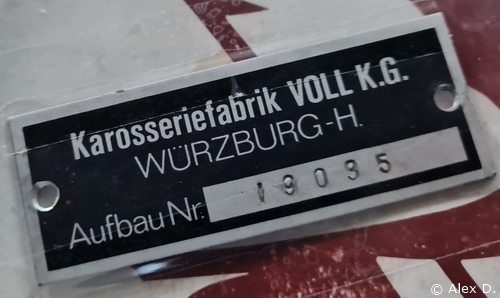 Karosseriefabrik VOLL K.G.
WÜRZBURG-H.
Aufbau Nr. 19035
© Alex D.